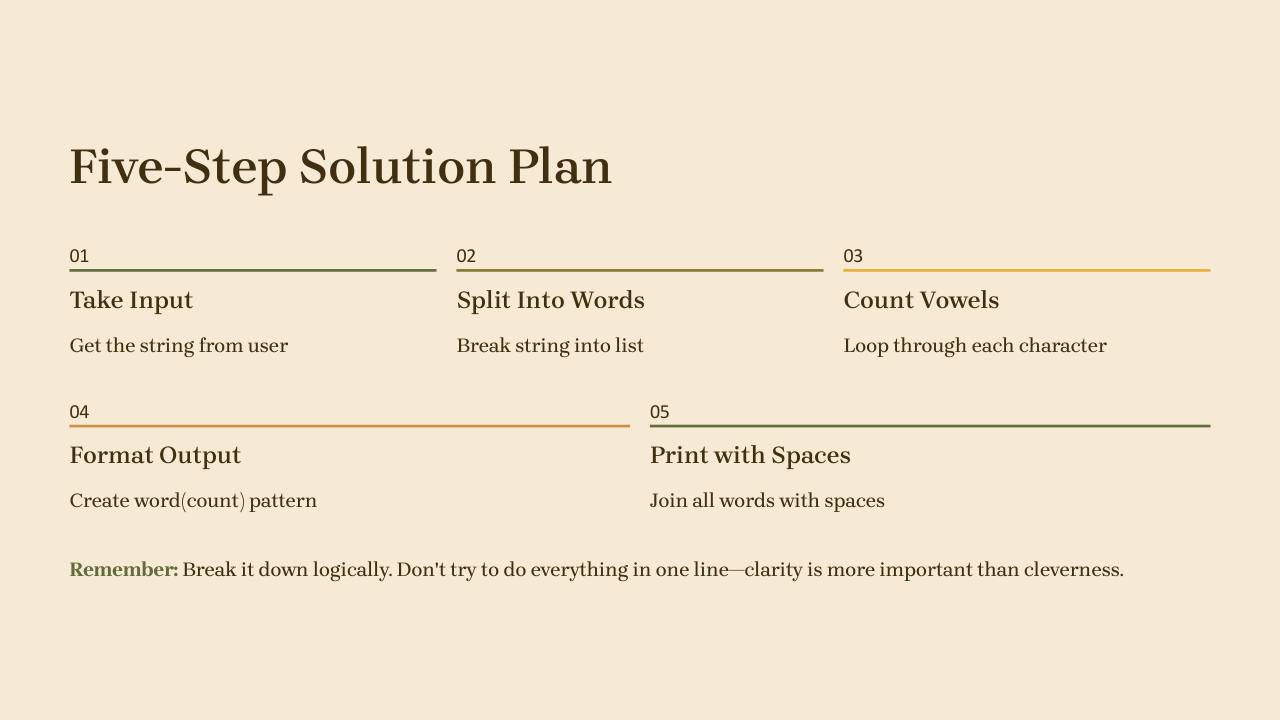 Five-Step Solution Plan
01
Take Input
Get the string from user
02
Split Into Words
Break string into list
03
Count Vowels
Loop through each character
04
Format Output
Create word(count) pattern
05
Print with Spaces
Join all words with spaces
Remember: Break it down logically. Don't try to do everything in one line—clarity is more important than cleverness.